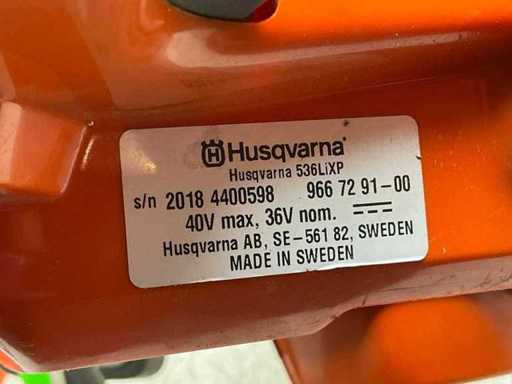 Husqvarna
Husqvarna 536LiXP
s/n 2018 4400598 966 72 91-00
40V max, 36V nom.
Husqvarna AB, SE-561 82, SWEDEN
MADE IN SWEDEN